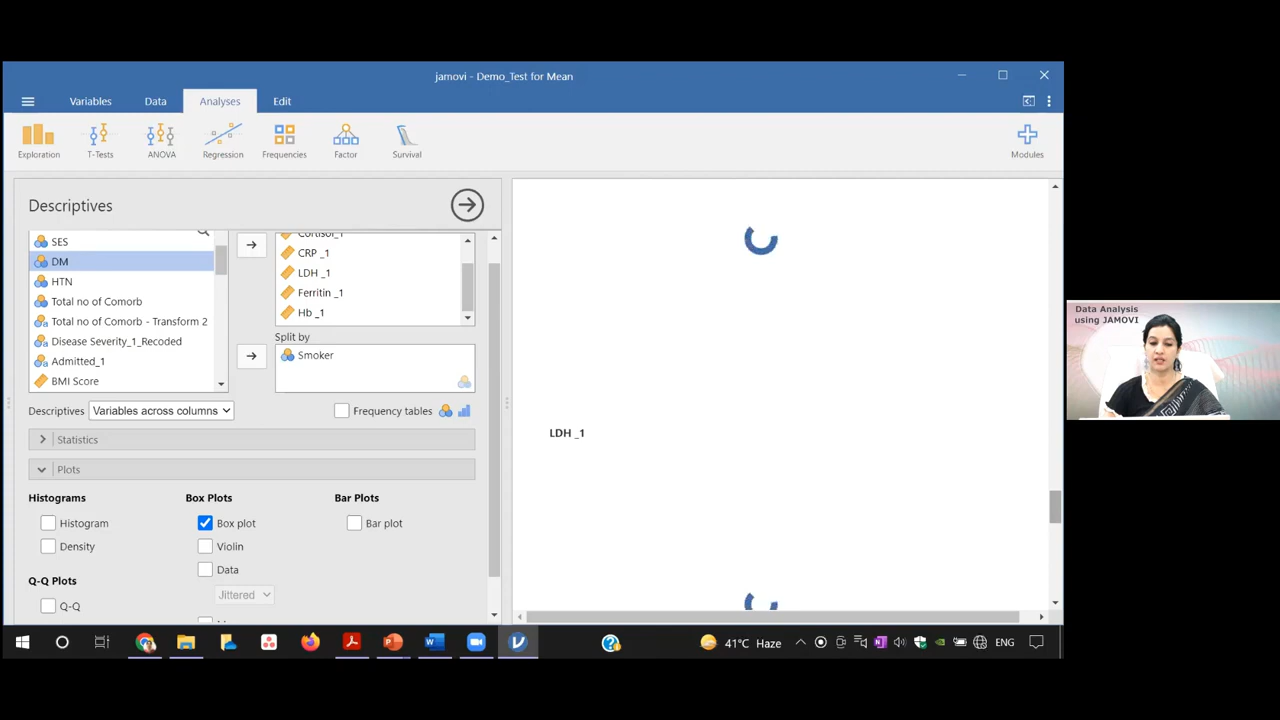 jamovi - Demo_Test for Mean
Variables Data Analyses Edit
Exploration T-Tests ANOVA Regression Frequencies Factor Survival Modules
Descriptives
SES
DM
HTN
Total no of Comorb
Total no of Comorb - Transform 2
Disease Severity_1_Recoded
Admitted_1
BMI Score
Cortisol_1
CRP _1
LDH _1
Ferritin _1
Hb _1
Split by
Smoker
Descriptives Variables across columns Frequency tables
Statistics
Plots
Histograms Box Plots Bar Plots
Histogram Box plot Bar plot
Density Violin
Data
Q-Q Plots
Jittered
Q-Q
LDH _1
Data Analysis
using JAMOVI
41°C Haze ENG